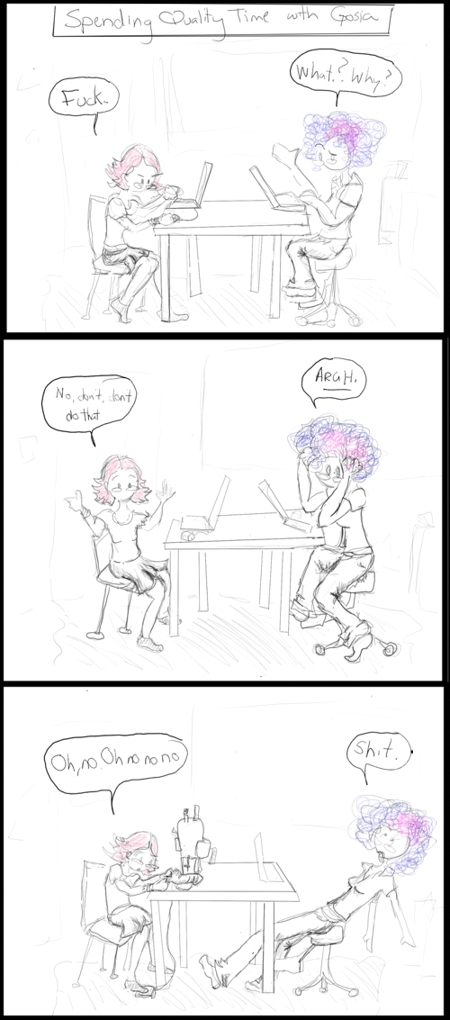 Spending Quality Time with Gosia
Fuck.
What? Why?
No, don't, don't
do that
ARGH.
Oh, no. Oh no no no
Shit.